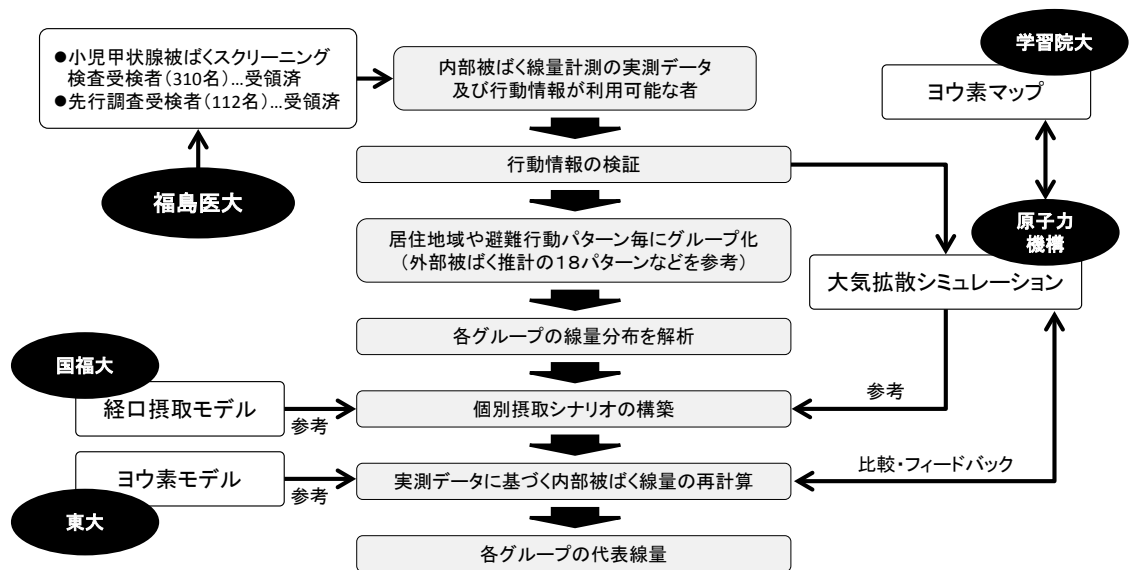 ●小児甲状腺被ばくスクリーニング
検査受検者(310名)…受領済
●先行調査受検者(112名)…受領済
福島医大
内部被ばく線量計測の実測データ
及び行動情報が利用可能な者
学習院大
ヨウ素マップ
行動情報の検証
原子力
機構
居住地域や避難行動パターン毎にグループ化
(外部被ばく推計の18パターンなどを参考)
大気拡散シミュレーション
各グループの線量分布を解析
国福大
経口摂取モデル
参考
個別摂取シナリオの構築
参考
ヨウ素モデル
参考
東大
実測データに基づく内部被ばく線量の再計算
比較・フィードバック
各グループの代表線量